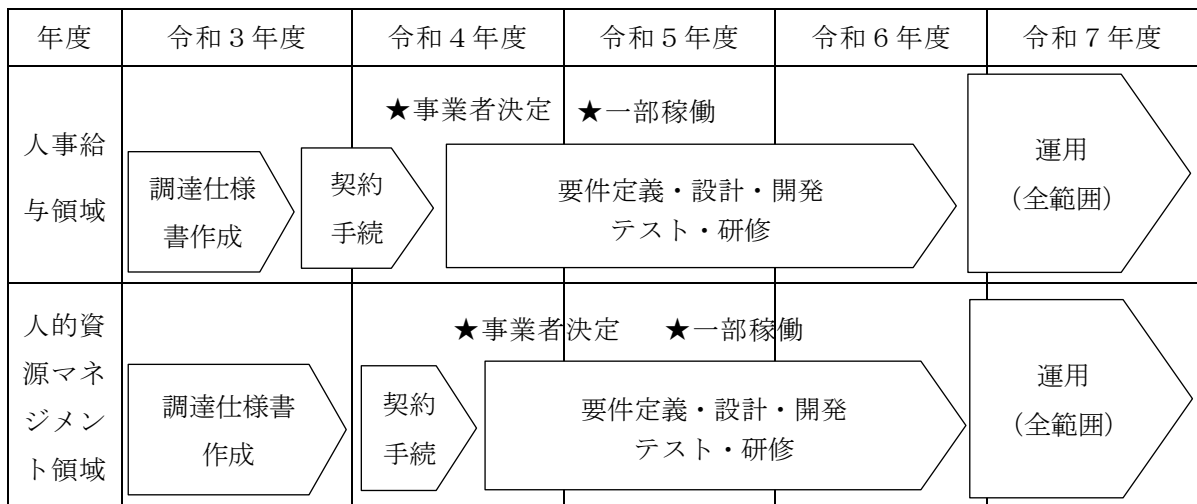 年度 令和３年度 令和４年度 令和５年度 令和６年度 令和７年度
人事給
与領域
★事業者決定 ★一部稼働
調達仕様
書作成
契約
手続
要件定義・設計・開発
テスト・研修
運用
(全範囲)
人的資
源マネ
ジメン
ト領域
★事業者決定 ★一部稼働
調達仕様書
作成
契約
手続
要件定義・設計・開発
テスト・研修
運用
(全範囲)